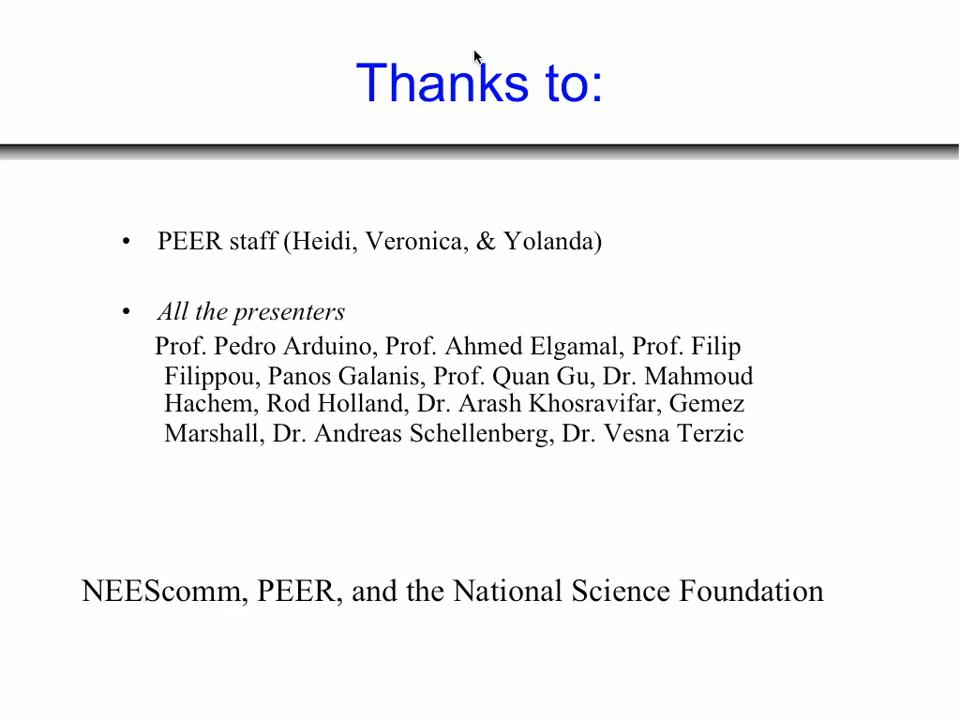 Thanks to:
• PEER staff (Heidi, Veronica, & Yolanda)
• All the presenters
Prof. Pedro Arduino, Prof. Ahmed Elgamal, Prof. Filip
Filippou, Panos Galanis, Prof. Quan Gu, Dr. Mahmoud
Hachem, Rod Holland, Dr. Arash Khosravifar, Gemez
Marshall, Dr. Andreas Schellenberg, Dr. Vesna Terzic
NEEScomm, PEER, and the National Science Foundation